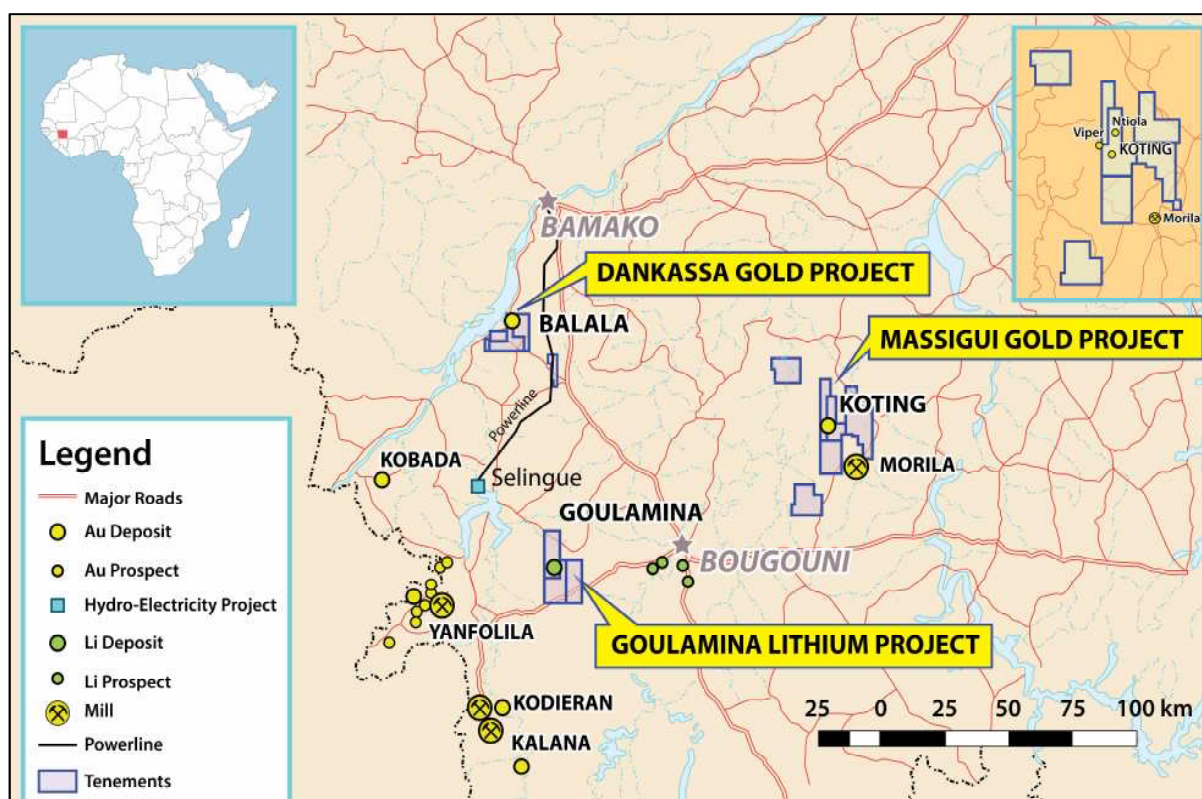 Ntiola
Viper
KOTING
Morila
BAMAKO
DANKASSA GOLD PROJECT
BALALA
MASSIGUI GOLD PROJECT
KOTING
Powerline
MORILA
KOBADA
Selingue
GOULAMINA
BOUGOUNI
YANFOLILA
GOULAMINA LITHIUM PROJECT
KODIERAN
KALANA
25 0 25 50 75 100 km
Legend
Major Roads
Au Deposit
Au Prospect
Hydro-Electricity Project
Li Deposit
Li Prospect
Mill
Powerline
Tenements